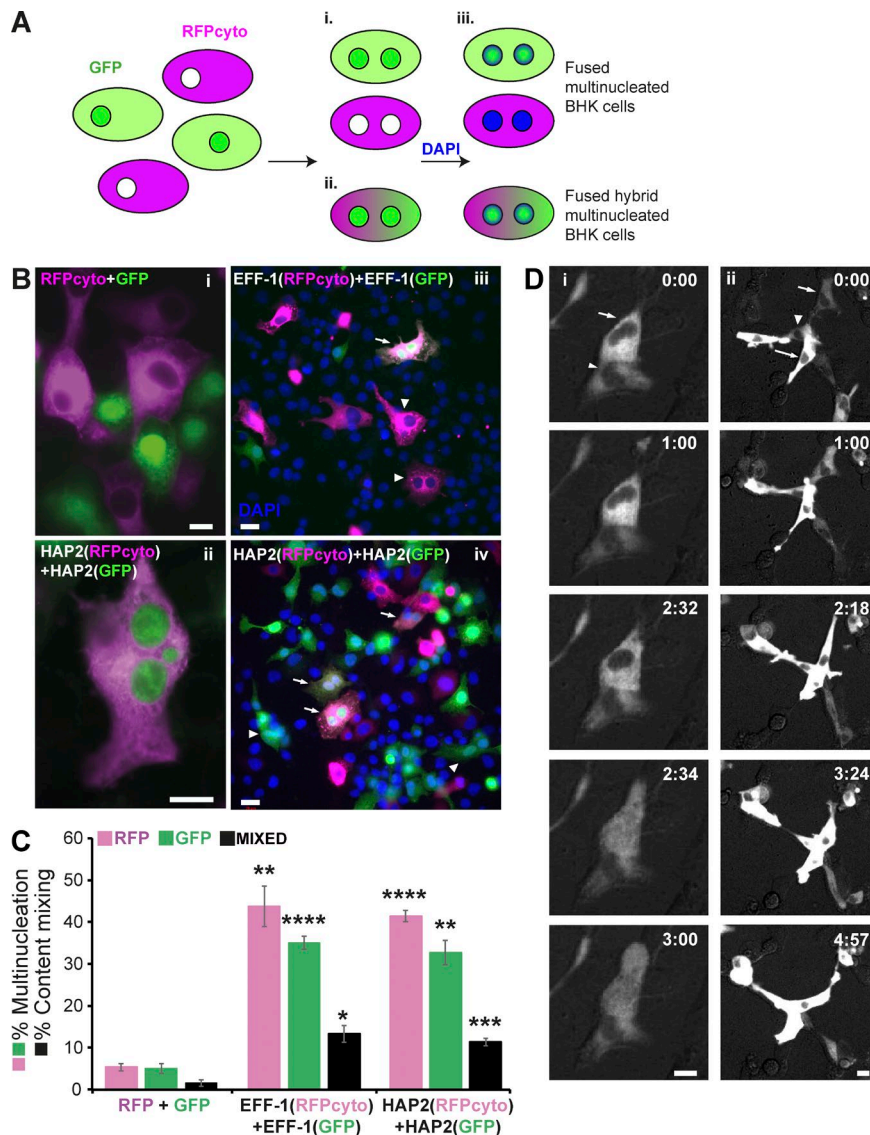 A
RFPcyto
GFP
i.
iii.
Fused
multinucleated
BHK cells
DAPI
ii.
Fused hybrid
multinucleated
BHK cells
B
RFPcyto+GFP
i
EFF-1(RFPcyto)+EFF-1(GFP)
iii
DAPI
HAP2(RFPcyto)
+HAP2(GFP)
ii
HAP2(RFPcyto)+HAP2(GFP)
iv
D
i
0:00
ii
0:00
1:00
1:00
2:32
2:18
2:34
3:24
3:00
4:57
C
RFP
GFP
MIXED
% Multinucleation
% Content mixing
60
50
40
30
20
10
0
**
****
*
****
**
***
RFP + GFP
EFF-1(RFPcyto)
+EFF-1(GFP)
HAP2(RFPcyto)
+HAP2(GFP)